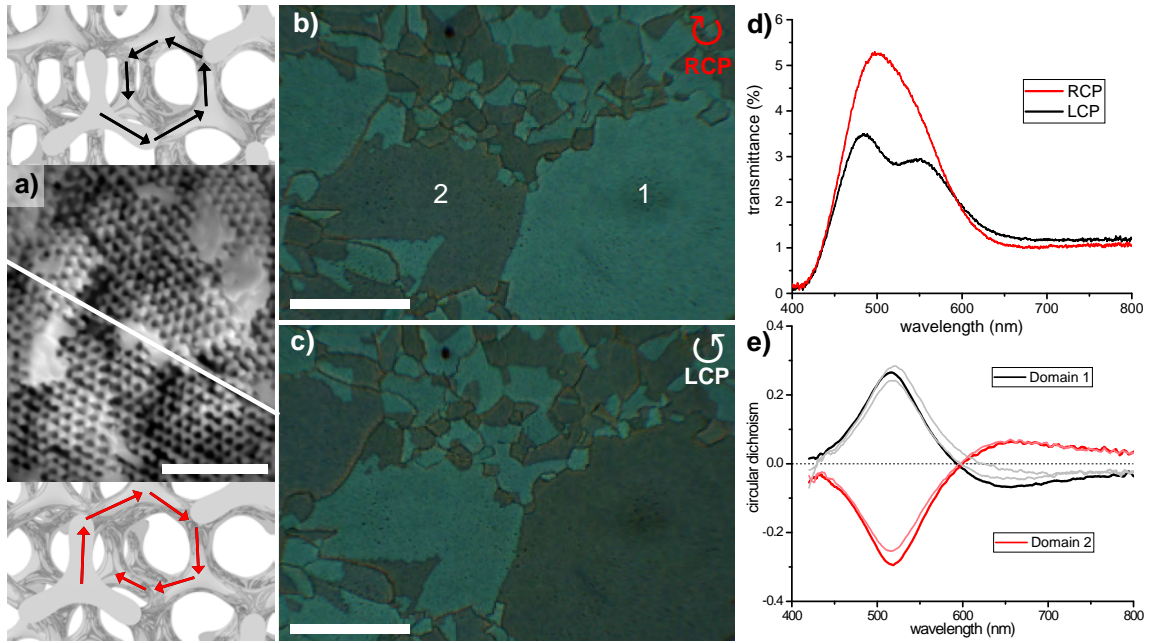 a)
b)
RCP
2
1
c)
LCP
d)
6
5
4
3
2
1
0
transmittance (%)
RCP
LCP
400
500
600
700
800
wavelength (nm)
e)
0.4
0.2
0.0
-0.2
-0.4
circular dichroism
Domain 1
Domain 2
400
500
600
700
800
wavelength (nm)